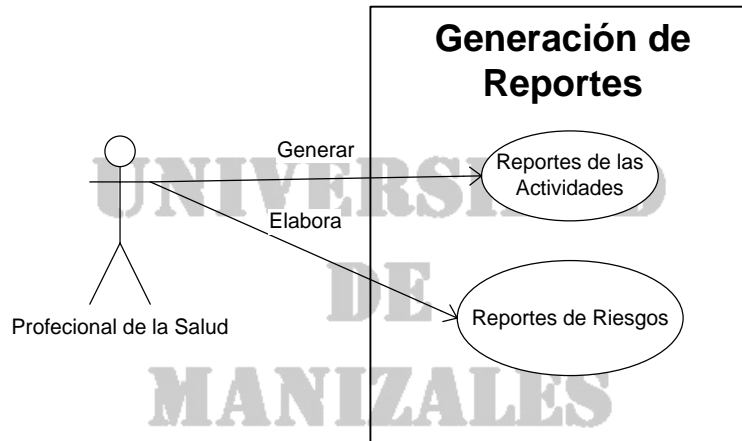 Generación de
Reportes
Generar
Reportes de las
Actividades
UNIVERSIDAD
Elabora
DE
Reportes de Riesgos
Profecional de la Salud
MANIZALES